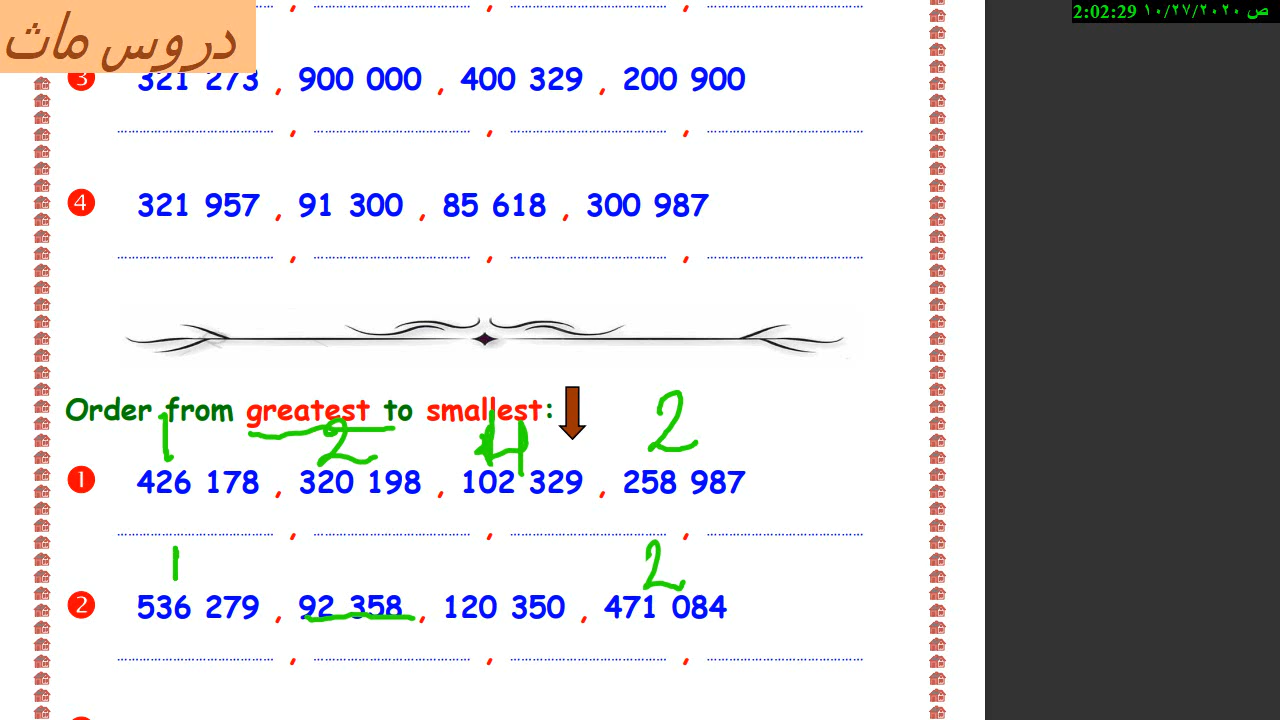 ص ١٠/٢٧/٢٠٢٠ 2:02:29
دروس ماث
3 321 273 , 900 000 , 400 329 , 200 900
4 321 957 , 91 300 , 85 618 , 300 987
Order from greatest to smallest:
1 2 4 2
1 426 178 , 320 198 , 102 329 , 258 987
1 2
2 536 279 , 92 358 , 120 350 , 471 084